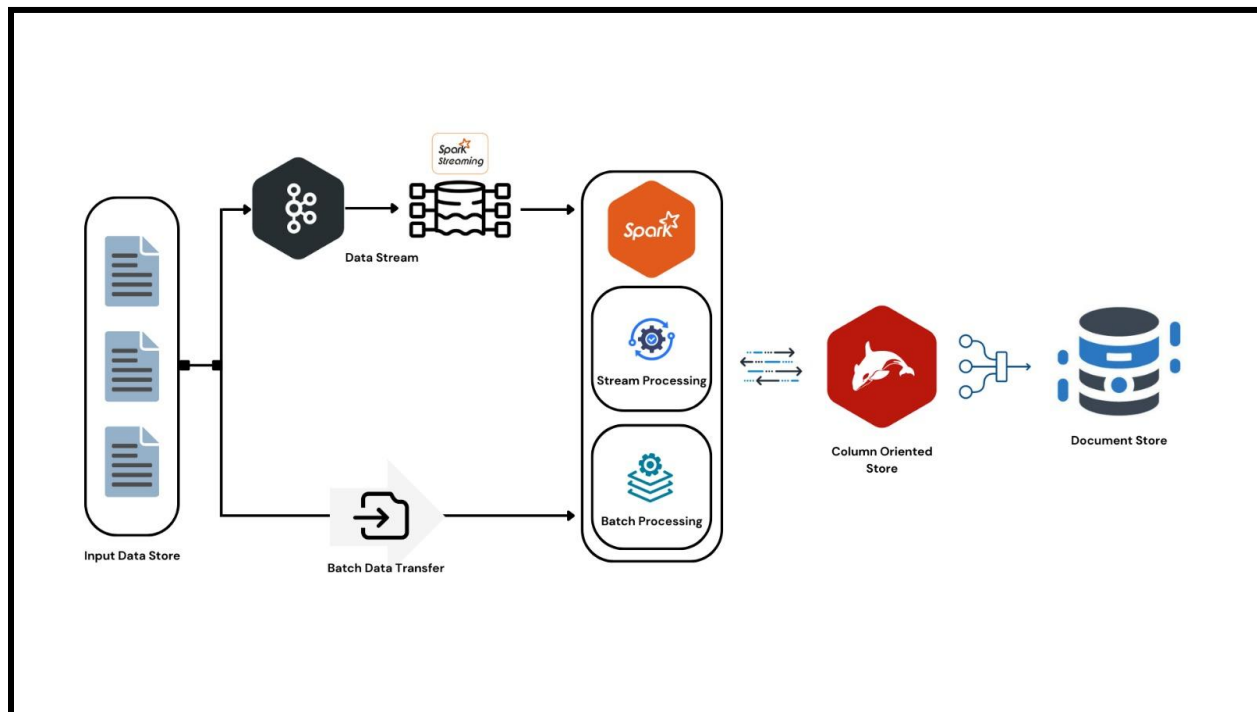 Spark
Streaming
Data Stream
Spark
Stream Processing
Batch Processing
Input Data Store
Batch Data Transfer
Column Oriented
Store
Document Store